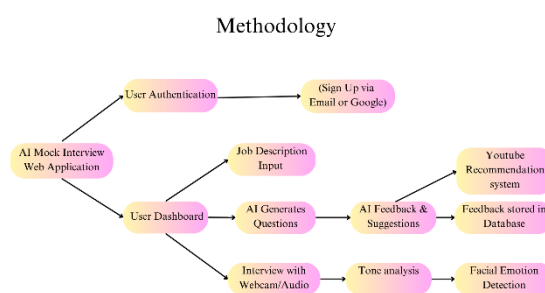 Methodology
User Authentication
(Sign Up via
Email or Google)
AI Mock Interview
Web Application
Job Description
Input
Youtube
Recommendation
system
User Dashboard
AI Generates
Questions
AI Feedback &
Suggestions
Feedback stored in
Database
Interview with
Webcam/Audio
Tone analysis
Facial Emotion
Detection